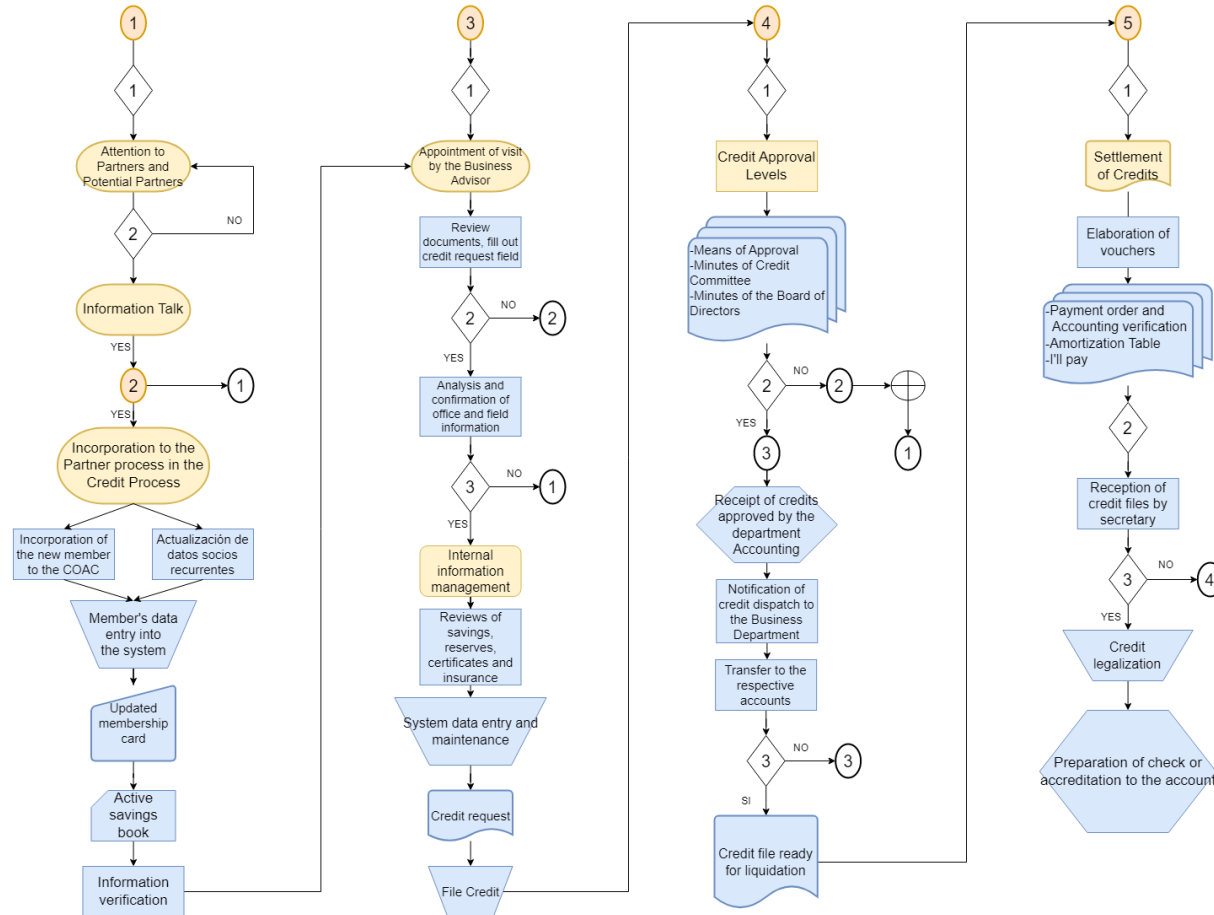 1
1
Attention to
Partners and
Potential Partners
NO
2
Information Talk
YES
2
1
YES
Incorporation to the
Partner process in the
Credit Process
Incorporation of
the new member
to the COAC
Actualización de
datos socios
recurrentes
Member's data
entry into
the system
Updated
membership
card
Active
savings
book
Information
verification
3
1
Appointment of visit
by the Business
Advisor
Review
documents, fill out
credit request field
2
NO
2
YES
Analysis and
confirmation of
office and field
information
3
NO
1
YES
Internal
information
management
Reviews of
savings,
reserves,
certificates and
insurance
System data entry and
maintenance
Credit request
File Credit
4
1
Credit Approval
Levels
-Means of Approval
-Minutes of Credit
Committee
-Minutes of the Board of
Directors
2
NO
2
1
YES
3
Receipt of credits
approved by the
department
Accounting
Notification of
credit dispatch to
the Business
Department
Transfer to the
respective
accounts
3
NO
3
SI
Credit file ready
for liquidation
5
1
Settlement
of Credits
Elaboration of
vouchers
-Payment order and
Accounting verification
-Amortization Table
-I'll pay
2
Reception of
credit files by
secretary
3
NO
4
YES
Credit
legalization
Preparation of check or
accreditation to the account